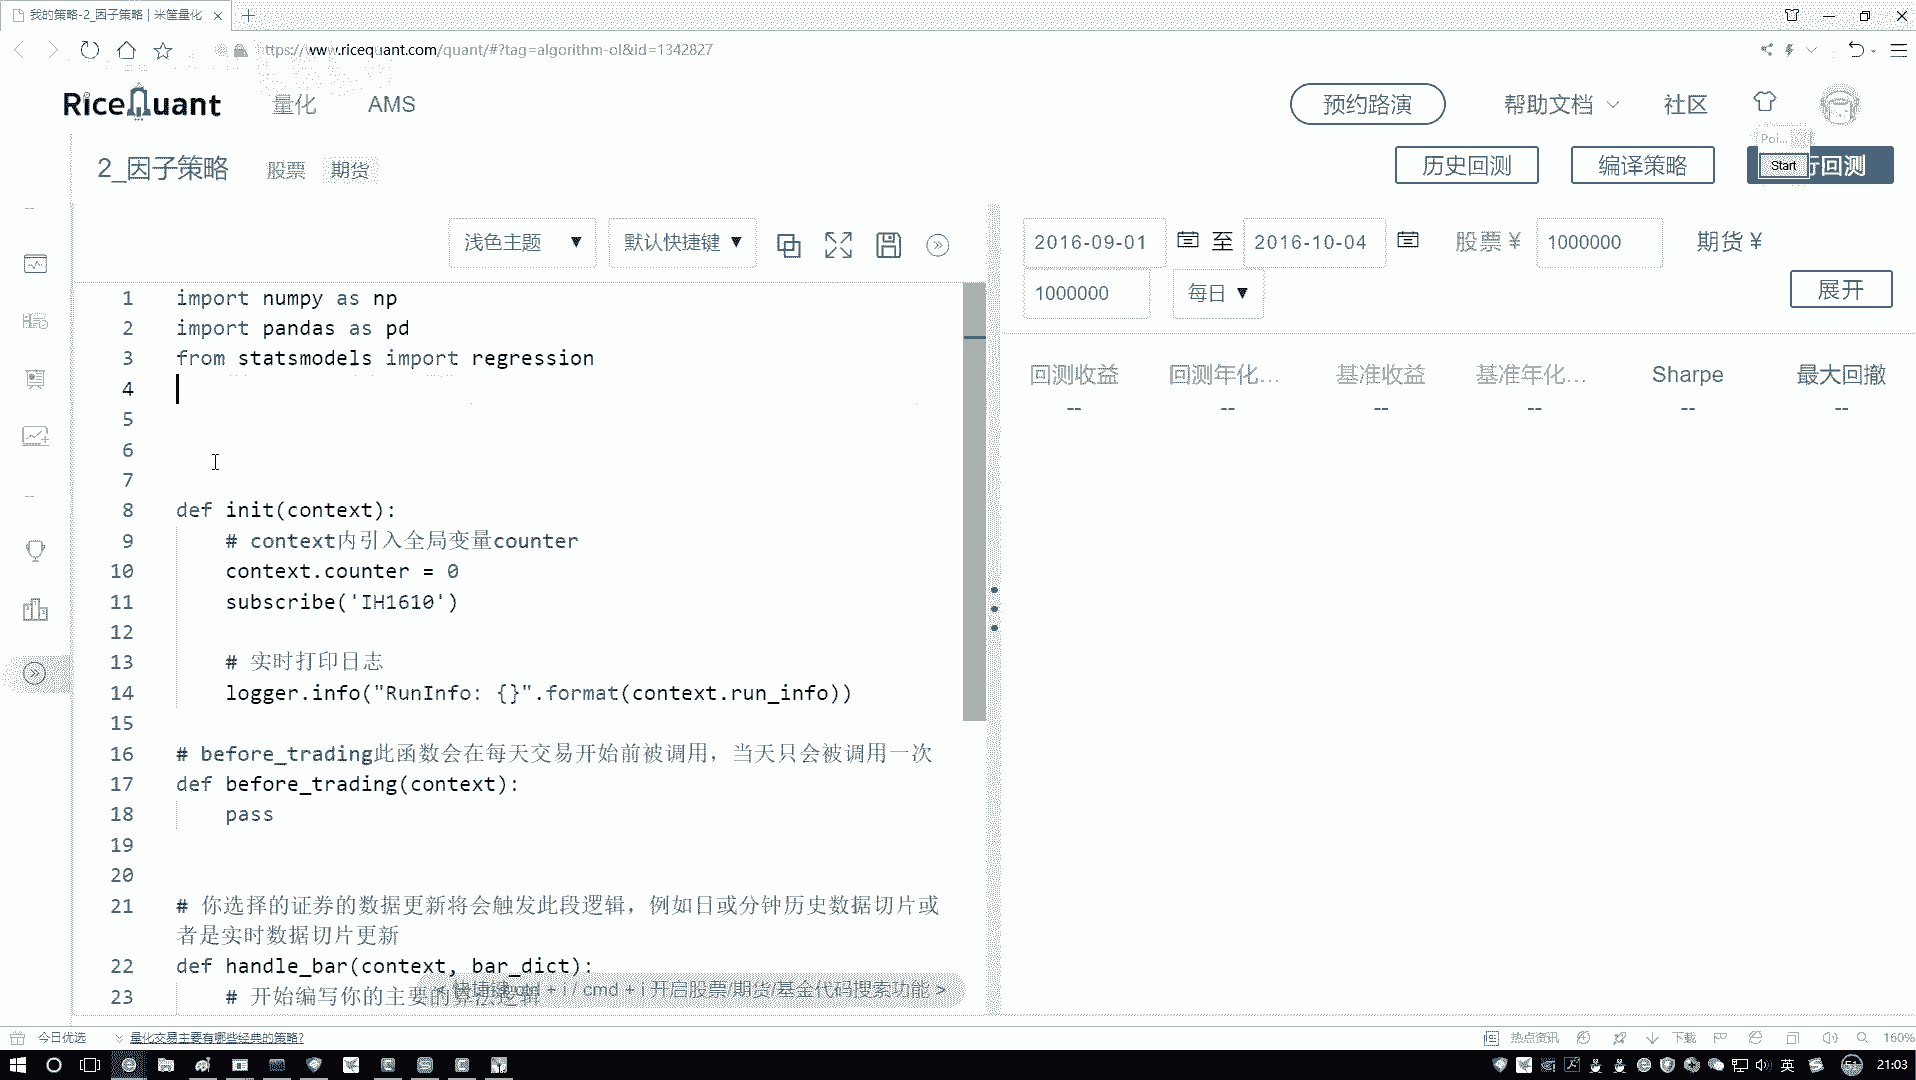 我的策略-2_因子策略 | 米筐量化
https://www.ricequant.com/quant/#?tag=algorithm-ol&id=1342827
RiceQuant 量化 AMS 预约路演 帮助文档 社区
Poi...
2_因子策略 股票 期货 历史回测 编译策略 Start 行回测
浅色主题 ▼ 默认快捷键 ▼
2016-09-01 至 2016-10-04 股票 ¥ 1000000 期货 ¥
1000000 每日 ▼ 展开
回测收益 回测年化... 基准收益 基准年化... Sharpe 最大回撤
-- -- -- -- -- --
1 import numpy as np
2 import pandas as pd
3 from statsmodels import regression
4
5
6
7
8 def init(context):
9 # context内引入全局变量counter
10 context.counter = 0
11 subscribe('IH1610')
12
13 # 实时打印日志
14 logger.info("RunInfo: {}".format(context.run_info))
15
16 # before_trading此函数会在每天交易开始前被调用，当天只会被调用一次
17 def before_trading(context):
18 pass
19
20
21 # 你选择的证券的数据更新将会触发此段逻辑，例如日或分钟历史数据切片或
者是实时数据切片更新
22 def handle_bar(context, bar_dict):
23 # 开始编写你的主要的算法逻辑
< 快捷键 ctrl + i / cmd + i 开启股票/期货/基金代码搜索功能 >
今日优选 量化交易主要有哪些经典的策略? 热点资讯 下载 160%
英 51 21:03